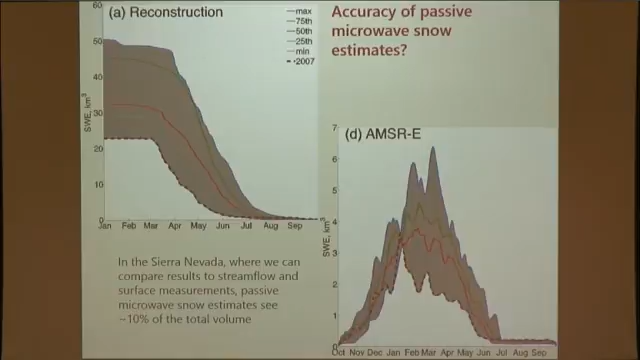 (a) Reconstruction
max
75th
50th
25th
min
2007
60
50
40
30
20
10
0
SWE, km³
Jan Feb Mar Apr May Jun Jul Aug Sep
Accuracy of passive
microwave snow
estimates?
(d) AMSR-E
7
6
5
4
3
2
1
0
SWE, km³
Oct Nov Dec Jan Feb Mar Apr May Jun Jul Aug Sep
In the Sierra Nevada, where we can
compare results to streamflow and
surface measurements, passive
microwave snow estimates see
~10% of the total volume